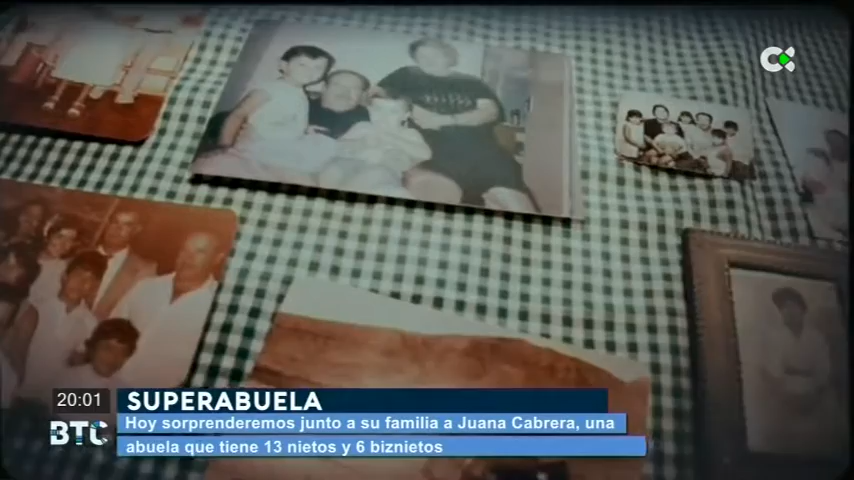 20:01
SUPERABUELA
BTC
Hoy sorprenderemos junto a su familia a Juana Cabrera, una
abuela que tiene 13 nietos y 6 biznietos